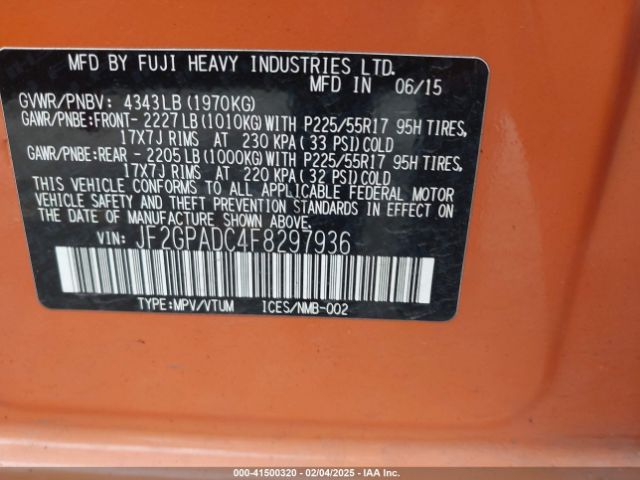 MFD BY FUJI HEAVY INDUSTRIES LTD.
MFD IN 06/15
GVWR/PNBV: 4343LB (1970KG)
GAWR/PNBE:FRONT- 2227LB (1010KG) WITH P225/55R17 95H TIRES,
17X7J RIMS AT 230 KPA ( 33 PSI) COLD
GAWR/PNBE:REAR - 2205LB (1000KG) WITH P225/55R17 95H TIRES,
17X7J RIMS AT 220 KPA ( 32 PSI) COLD
THIS VEHICLE CONFORMS TO ALL APPLICABLE FEDERAL MOTOR
VEHICLE SAFETY AND THEFT PREVENTION STANDARDS IN EFFECT
ON THE DATE OF MANUFACTURE SHOWN ABOVE.
VIN: JF2GPADC4F8297936
TYPE:MPV/VTUM ICES/NMB-002
000-41500320 - 02/04/2025 - IAA Inc.